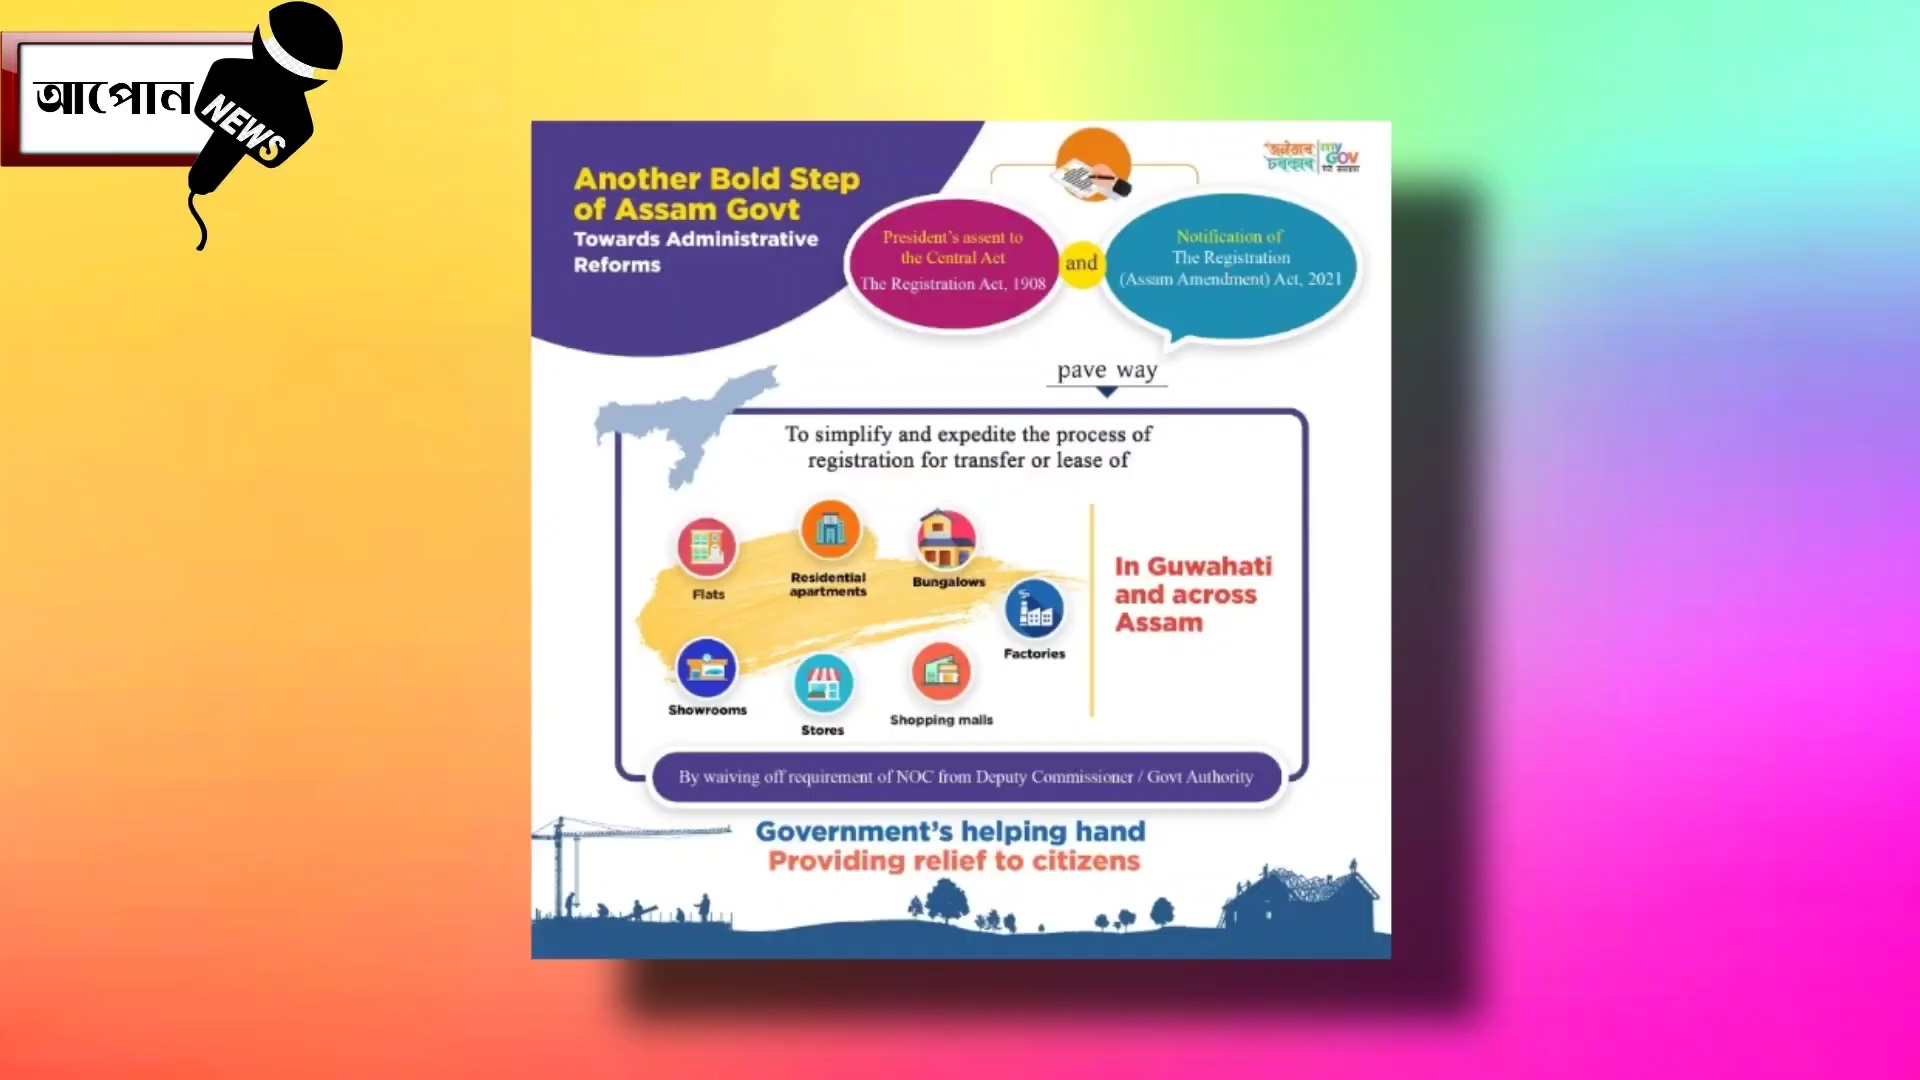 আপোন
NEWS
Another Bold Step
of Assam Govt
Towards Administrative
Reforms
President's assent to
the Central Act
The Registration Act, 1908
and
Notification of
The Registration
(Assam Amendment) Act, 2021
my
GOV
pave way
To simplify and expedite the process of
registration for transfer or lease of
Flats
Residential
apartments
Bungalows
Factories
Showrooms
Stores
Shopping malls
In Guwahati
and across
Assam
By waiving off requirement of NOC from Deputy Commissioner / Govt Authority
Government's helping hand
Providing relief to citizens